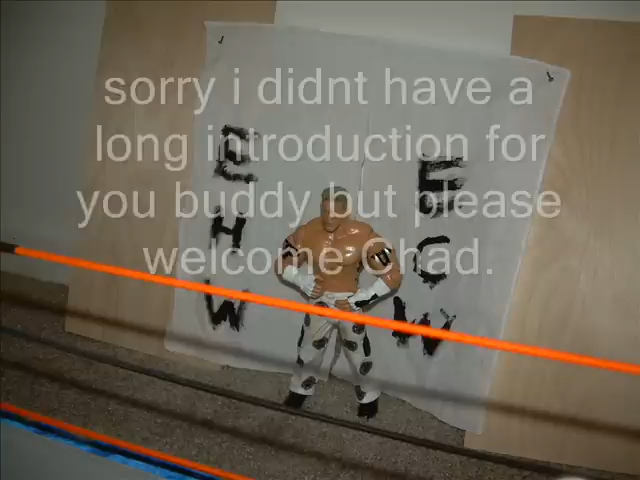 sorry i didnt have a
long introduction for
you buddy but please
welcome Chad.
E
H
W
E
C
W